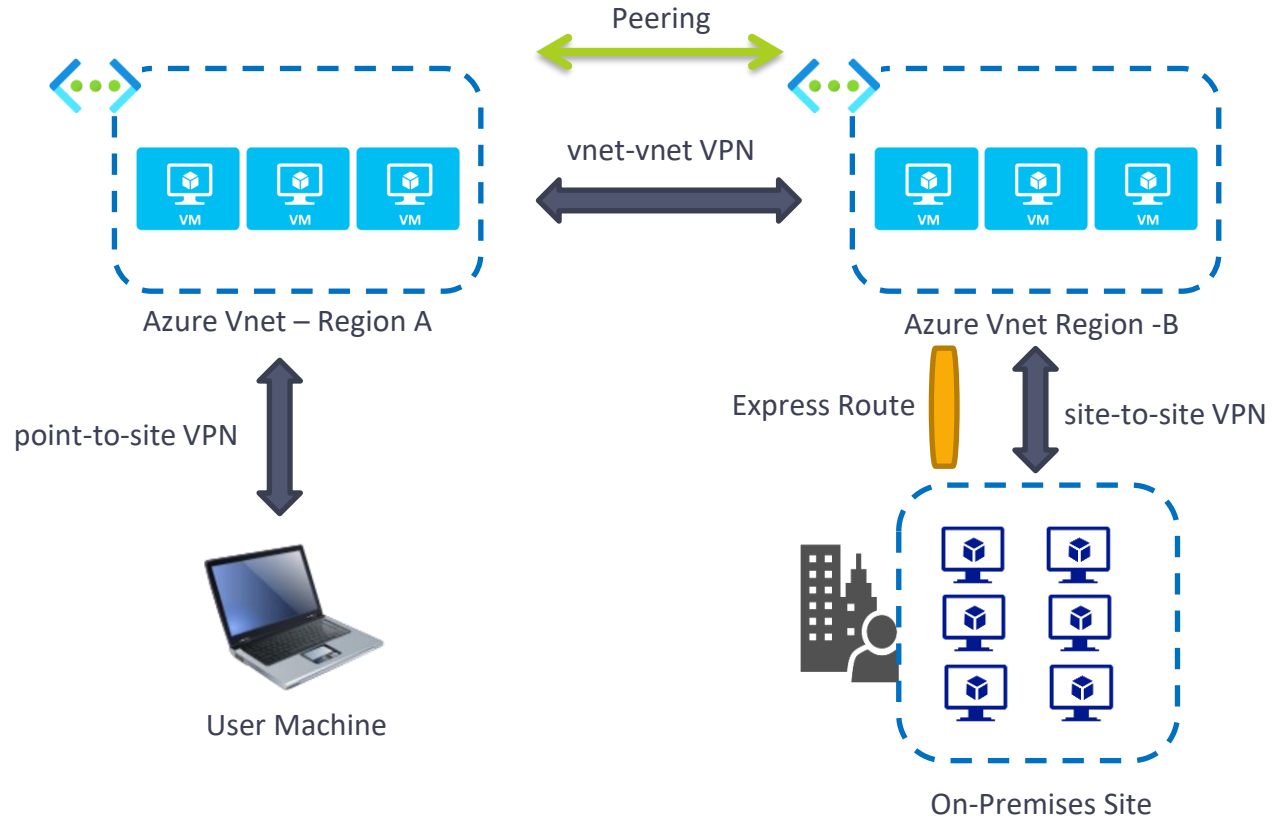 Peering
vnet-vnet VPN
VM
VM
VM
VM
VM
VM
Azure Vnet – Region A
Azure Vnet Region -B
point-to-site VPN
Express Route
site-to-site VPN
User Machine
On-Premises Site